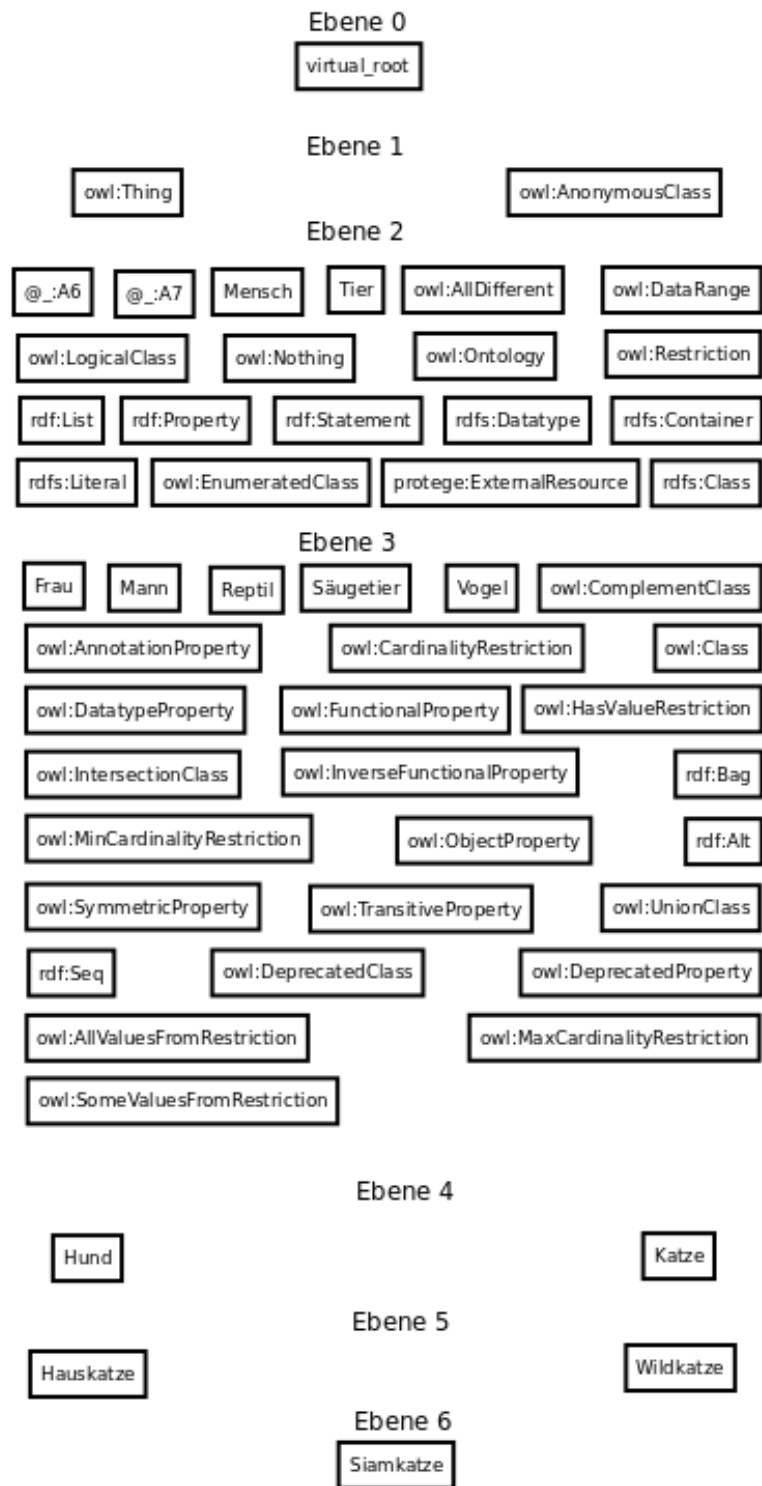 Ebene 0
virtual_root
Ebene 1
owl:Thing owl:AnonymousClass
Ebene 2
@_:A6 @_:A7 Mensch Tier owl:AllDifferent owl:DataRange
owl:LogicalClass owl:Nothing owl:Ontology owl:Restriction
rdf:List rdf:Property rdf:Statement rdfs:Datatype rdfs:Container
rdfs:Literal owl:EnumeratedClass protege:ExternalResource rdfs:Class
Ebene 3
Frau Mann Reptil Säugetier Vogel owl:ComplementClass
owl:AnnotationProperty owl:CardinalityRestriction owl:Class
owl:DatatypeProperty owl:FunctionalProperty owl:HasValueRestriction
owl:IntersectionClass owl:InverseFunctionalProperty rdf:Bag
owl:MinCardinalityRestriction owl:ObjectProperty rdf:Alt
owl:SymmetricProperty owl:TransitiveProperty owl:UnionClass
rdf:Seq owl:DeprecatedClass owl:DeprecatedProperty
owl:AllValuesFromRestriction owl:MaxCardinalityRestriction
owl:SomeValuesFromRestriction
Ebene 4
Hund Katze
Ebene 5
Hauskatze Wildkatze
Ebene 6
Siamkatze